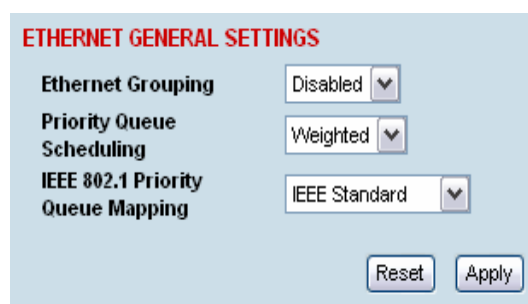 ETHERNET GENERAL SETTINGS
Ethernet Grouping Disabled
Priority Queue
Scheduling Weighted
IEEE 802.1 Priority
Queue Mapping IEEE Standard
Reset Apply